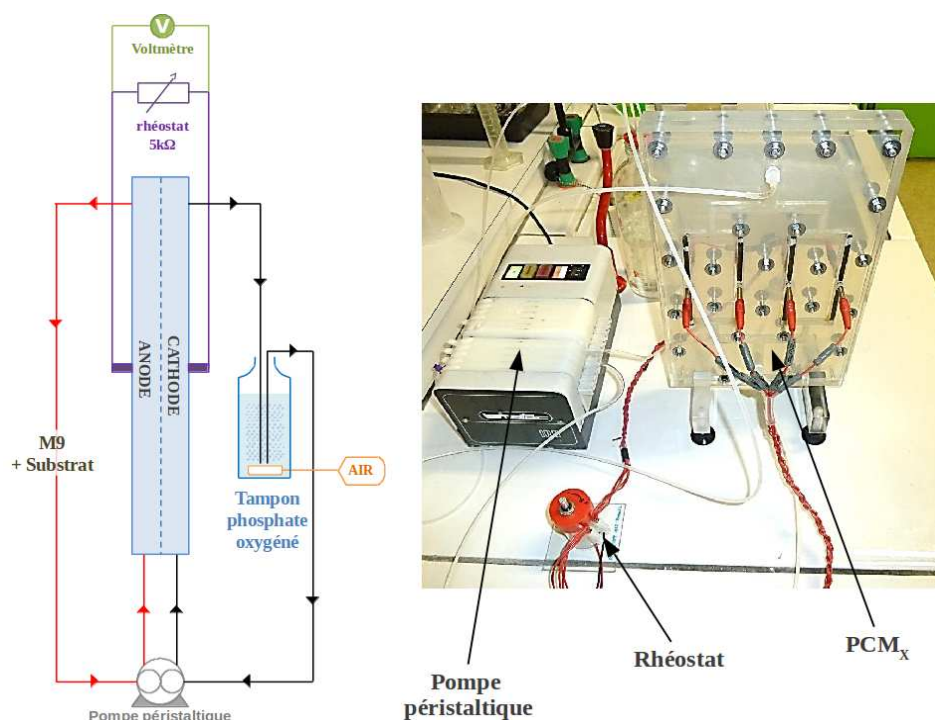 V
Voltmètre
rhéostat
5kΩ
ANODE
CATHODE
M9
+ Substrat
AIR
Tampon
phosphate
oxygéné
Pompe péristaltique
Pompe
péristaltique
Rhéostat
PCMX